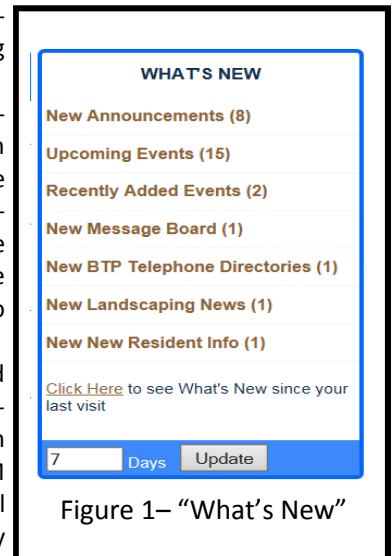 WHAT'S NEW
New Announcements (8)
Upcoming Events (15)
Recently Added Events (2)
New Message Board (1)
New BTP Telephone Directories (1)
New Landscaping News (1)
New New Resident Info (1)
Click Here to see What's New since your
last visit
7 Days Update
Figure 1– “What’s New”